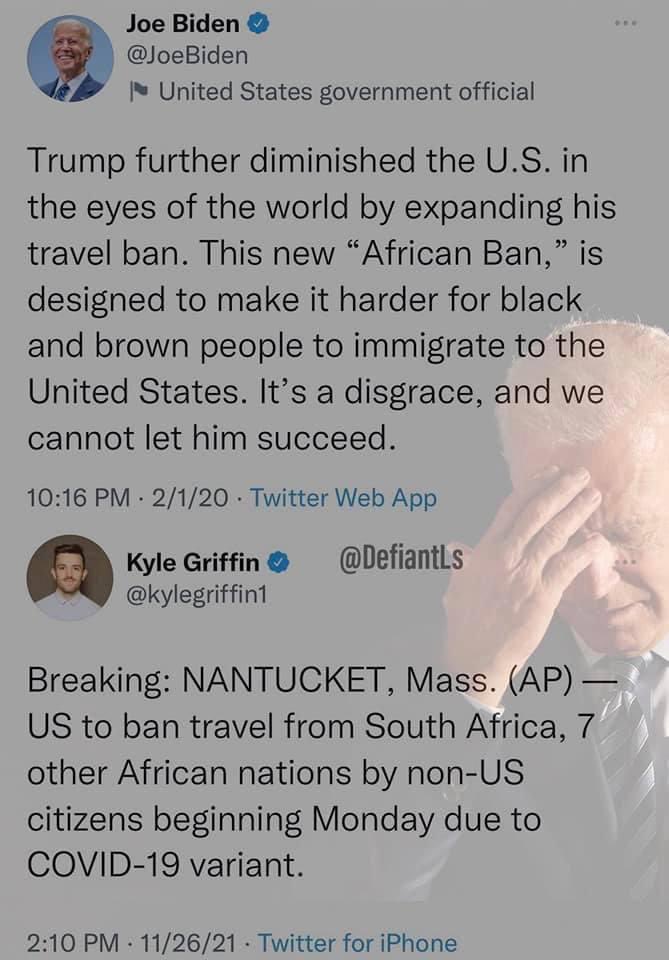 Joe Biden
@JoeBiden
United States government official
Trump further diminished the U.S. in
the eyes of the world by expanding his
travel ban. This new “African Ban,” is
designed to make it harder for black
and brown people to immigrate to the
United States. It’s a disgrace, and we
cannot let him succeed.
10:16 PM · 2/1/20 · Twitter Web App
Kyle Griffin @DefiantLs
@kylegriffin1
Breaking: NANTUCKET, Mass. (AP) —
US to ban travel from South Africa, 7
other African nations by non-US
citizens beginning Monday due to
COVID-19 variant.
2:10 PM · 11/26/21 · Twitter for iPhone